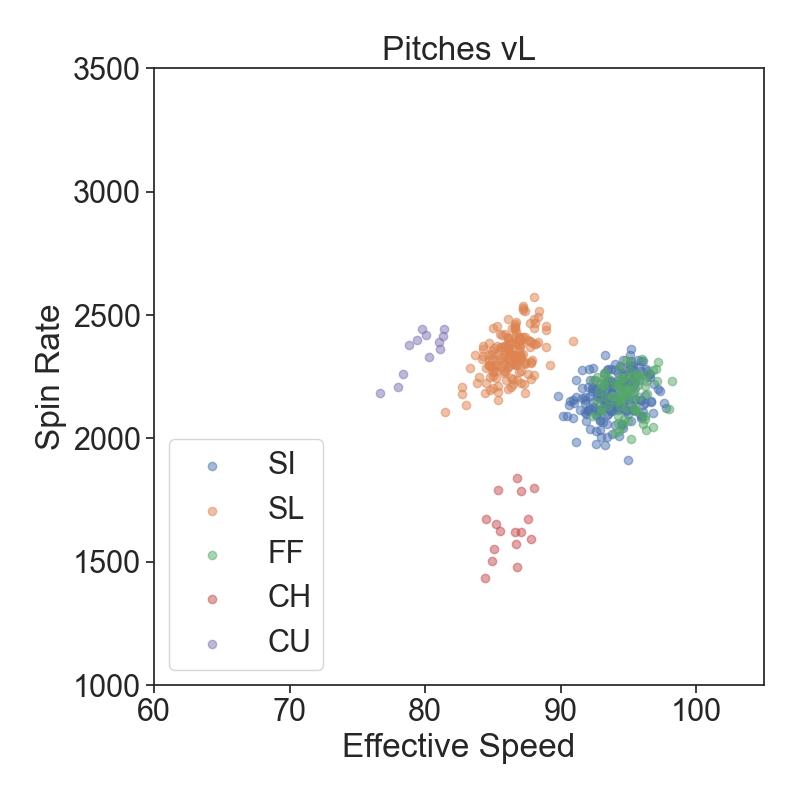 Pitches vL
3500
3000
2500
2000
1500
1000
Spin Rate
SI
SL
FF
CH
CU
60 70 80 90 100
Effective Speed